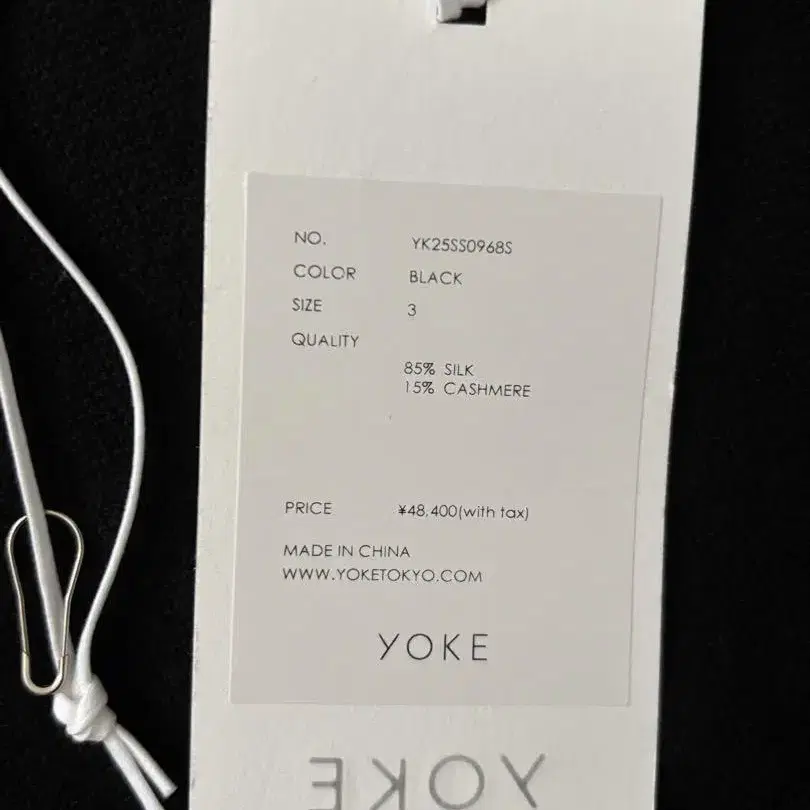 NO. YK25SS0968S
COLOR BLACK
SIZE 3
QUALITY
85% SILK
15% CASHMERE
PRICE ¥48,400(with tax)
MADE IN CHINA
WWW.YOKETOKYO.COM
YOKE
YOKE